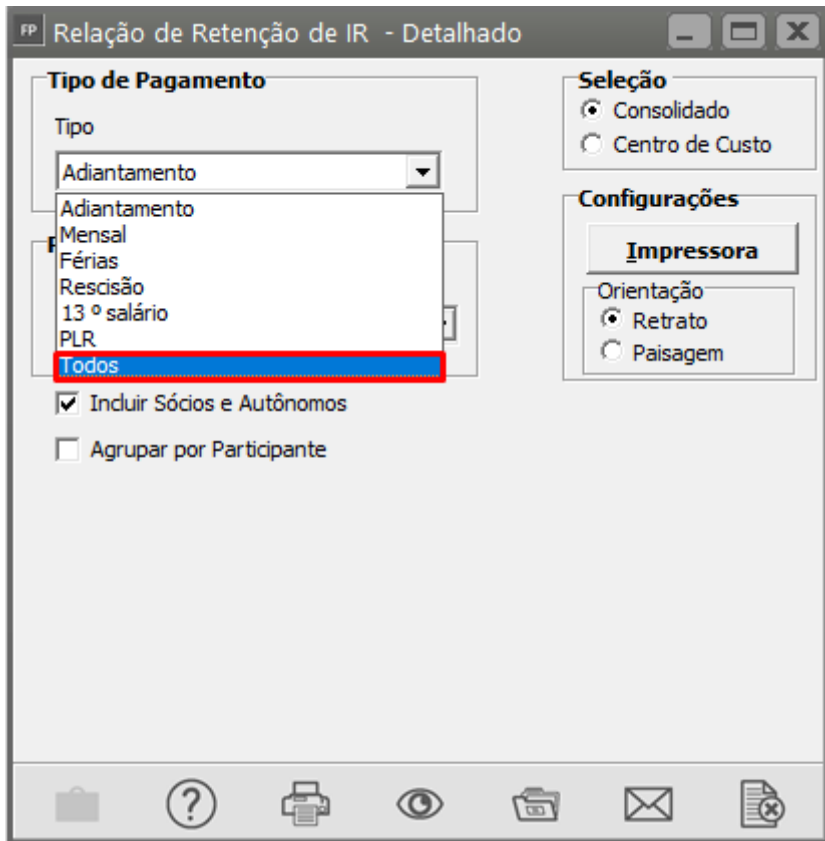 FP Relação de Retenção de IR - Detalhado
Tipo de Pagamento
Tipo
Adiantamento
Adiantamento
Mensal
Férias
Rescisão
13 º salário
PLR
Todos
Incluir Sócios e Autônomos
Agrupar por Participante
Seleção
Consolidado
Centro de Custo
Configurações
Impressora
Orientação
Retrato
Paisagem